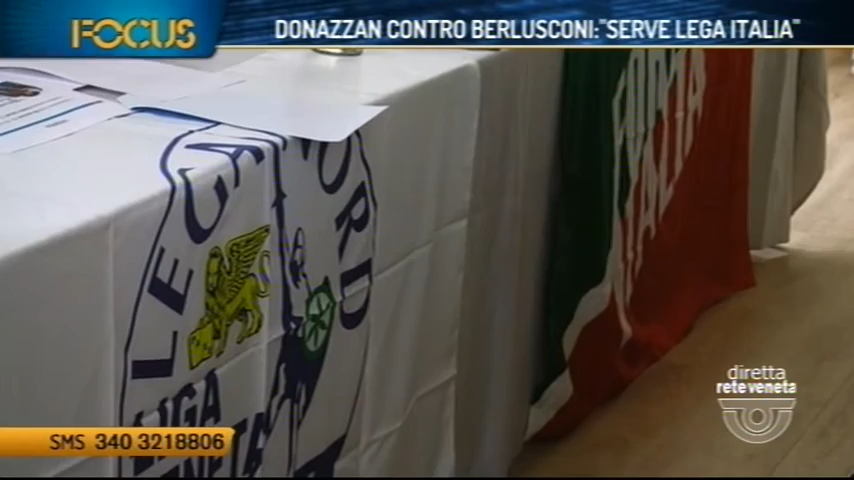 FOCUS
DONAZZAN CONTRO BERLUSCONI: "SERVE LEGA ITALIA"
LEGA NORD
LIGA
VENETA
FORZA
ITALIA
diretta
reteveneta
SMS 340 3218806